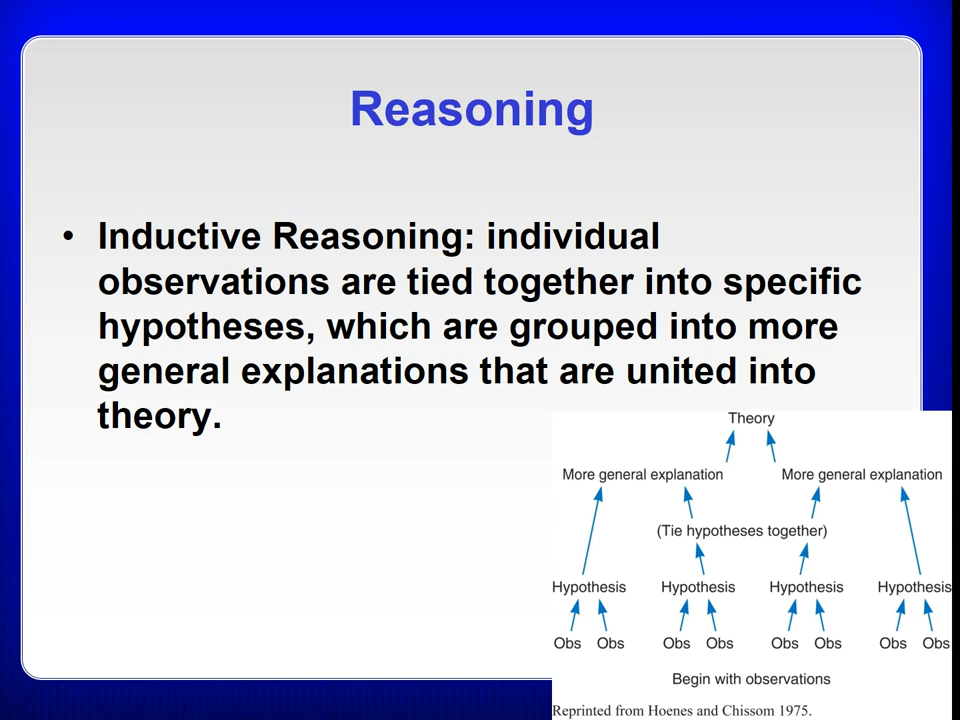 Reasoning
• Inductive Reasoning: individual
observations are tied together into specific
hypotheses, which are grouped into more
general explanations that are united into
theory.
Theory
More general explanation More general explanation
(Tie hypotheses together)
Hypothesis Hypothesis Hypothesis Hypothesis
Obs Obs Obs Obs Obs Obs Obs Obs
Begin with observations
Reprinted from Hoenes and Chissom 1975.